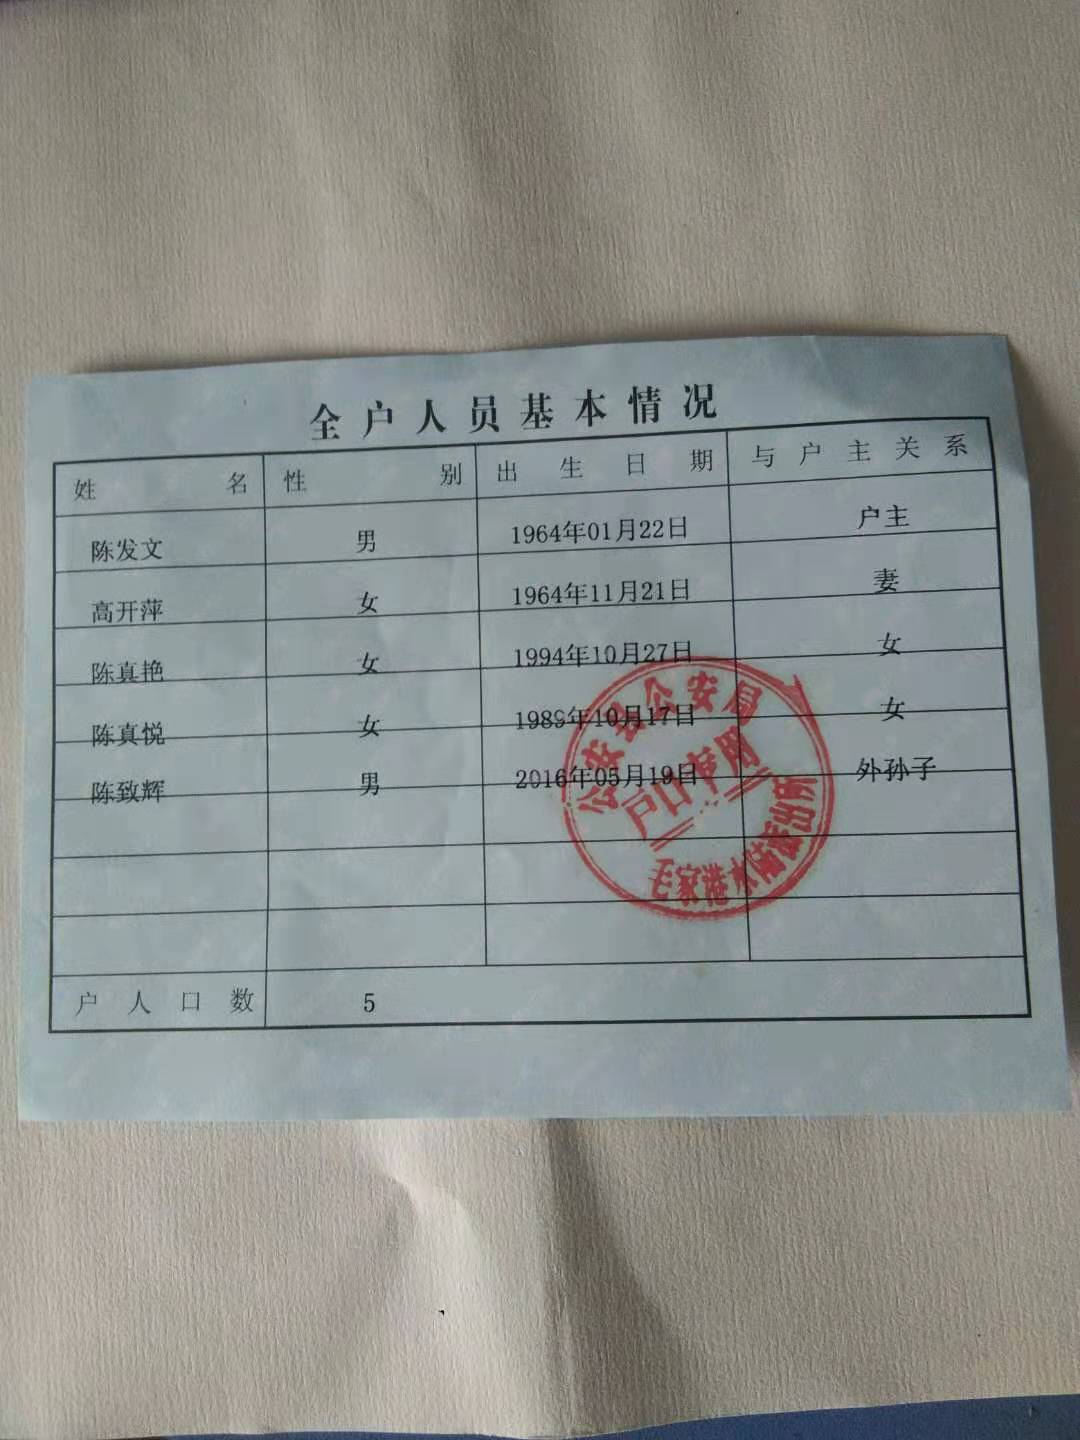 全户人员基本情况
姓名 性别 出生日期 与户主关系
陈发文 男 1964年01月22日 户主
高开萍 女 1964年11月21日 妻
陈真艳 女 1994年10月27日 女
陈真悦 女 1989年10月17日 女
陈致辉 男 2016年05月19日 外孙子
户人口数 5
公安县公安局
户口专用
毛家港水陆派出所